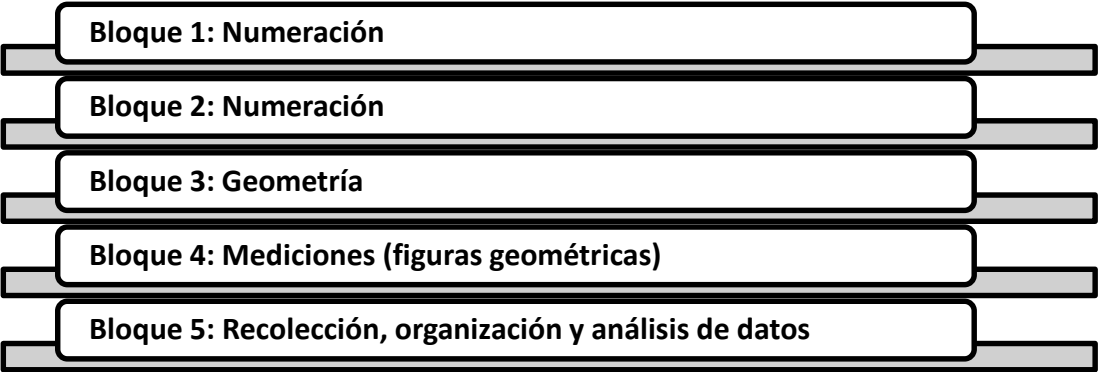 Bloque 1: Numeración
Bloque 2: Numeración
Bloque 3: Geometría
Bloque 4: Mediciones (figuras geométricas)
Bloque 5: Recolección, organización y análisis de datos